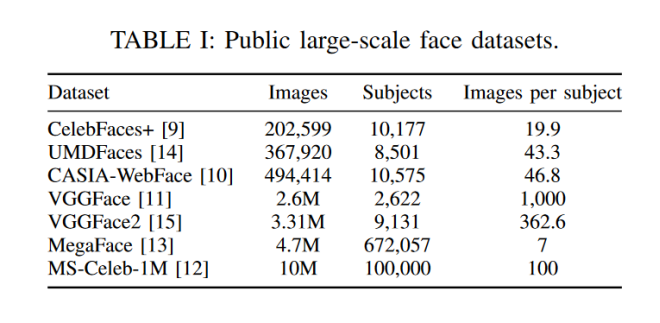 TABLE I: Public large-scale face datasets.
Dataset Images Subjects Images per subject
CelebFaces+ [9] 202,599 10,177 19.9
UMDFaces [14] 367,920 8,501 43.3
CASIA-WebFace [10] 494,414 10,575 46.8
VGGFace [11] 2.6M 2,622 1,000
VGGFace2 [15] 3.31M 9,131 362.6
MegaFace [13] 4.7M 672,057 7
MS-Celeb-1M [12] 10M 100,000 100